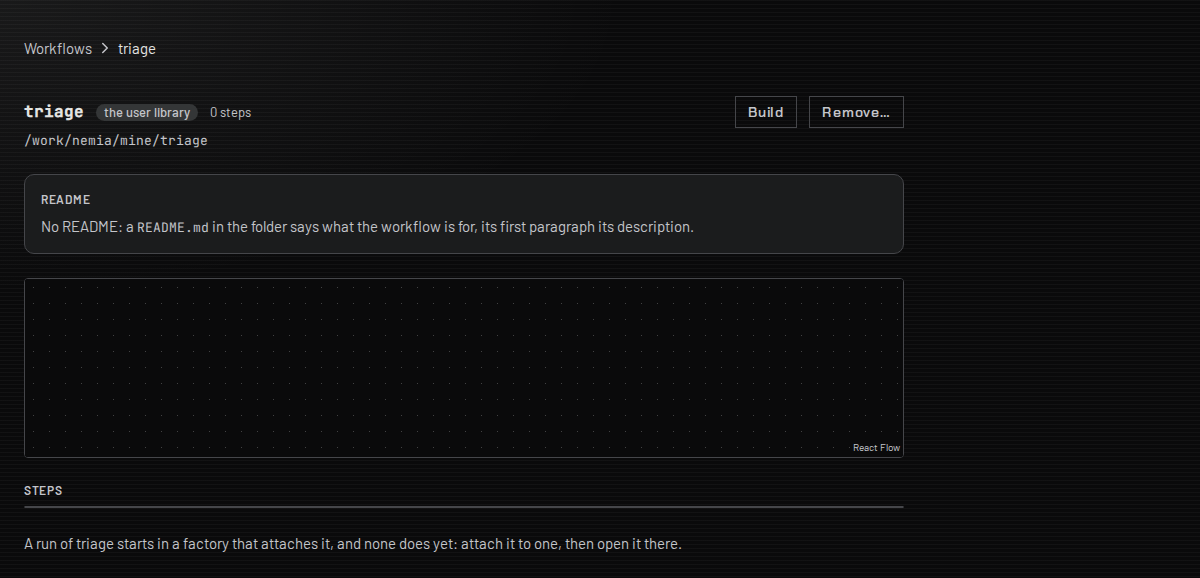 Workflows > triage
triage the user library 0 steps Build Remove...
/work/nemia/mine/triage
README
No README: a README.md in the folder says what the workflow is for, its first paragraph its description.
React Flow
STEPS
A run of triage starts in a factory that attaches it, and none does yet: attach it to one, then open it there.